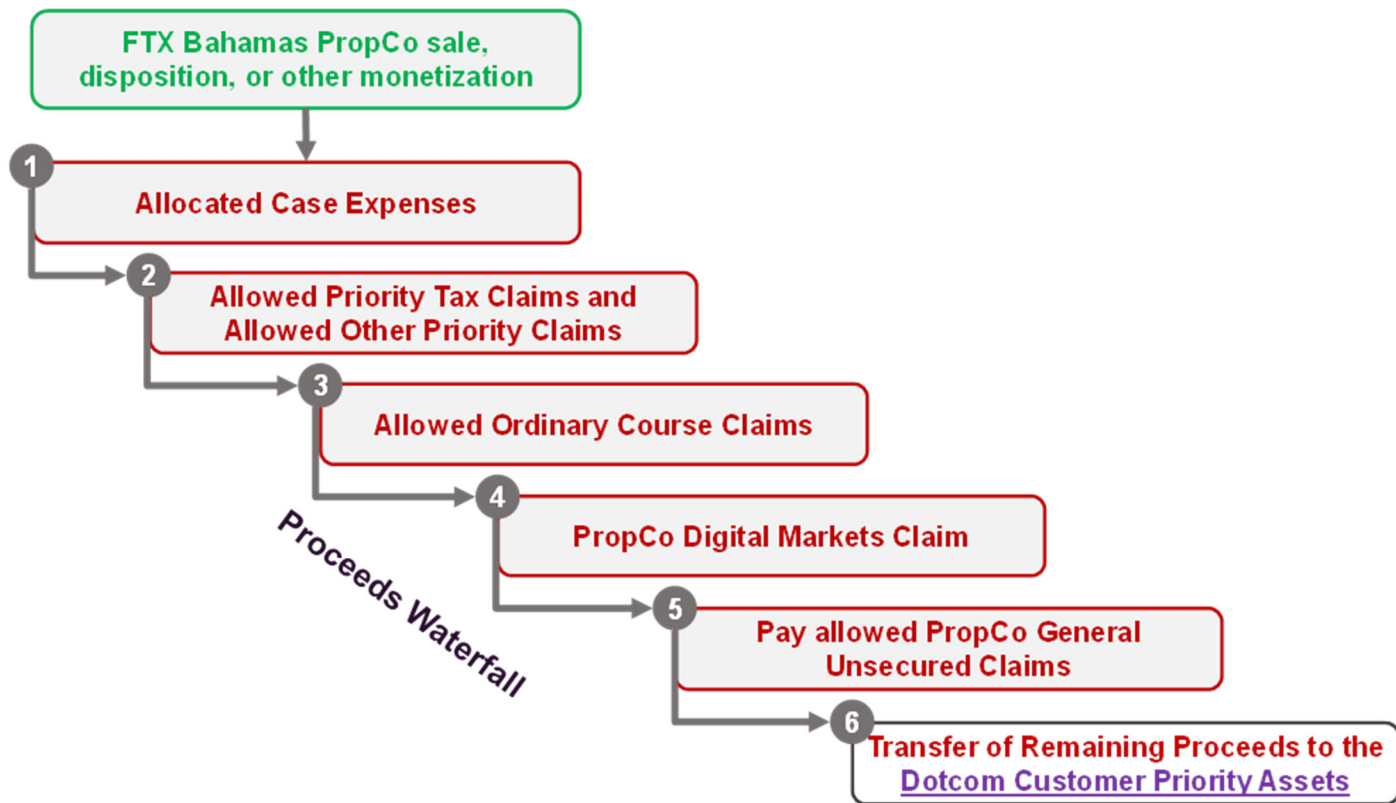 FTX Bahamas PropCo sale,
disposition, or other monetization
1
Allocated Case Expenses
2
Allowed Priority Tax Claims and
Allowed Other Priority Claims
3
Allowed Ordinary Course Claims
4
PropCo Digital Markets Claim
Proceeds Waterfall
5
Pay allowed PropCo General
Unsecured Claims
6
Transfer of Remaining Proceeds to the
Dotcom Customer Priority Assets